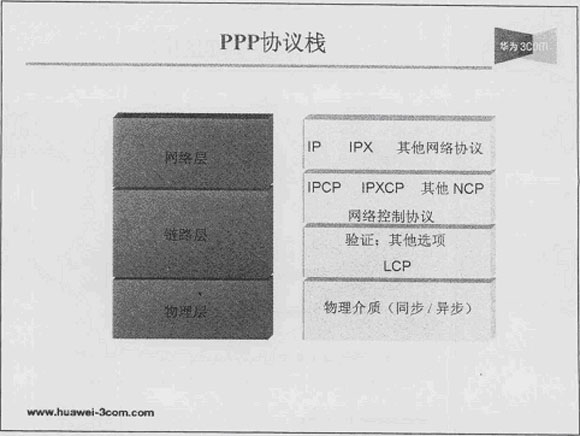 PPP协议栈
华为 3com
网络层
链路层
物理层
IP IPX 其他网络协议
IPCP IPXCP 其他 NCP
网络控制协议
验证；其他选项
LCP
物理介质（同步 / 异步）
www.huawei-3com.com